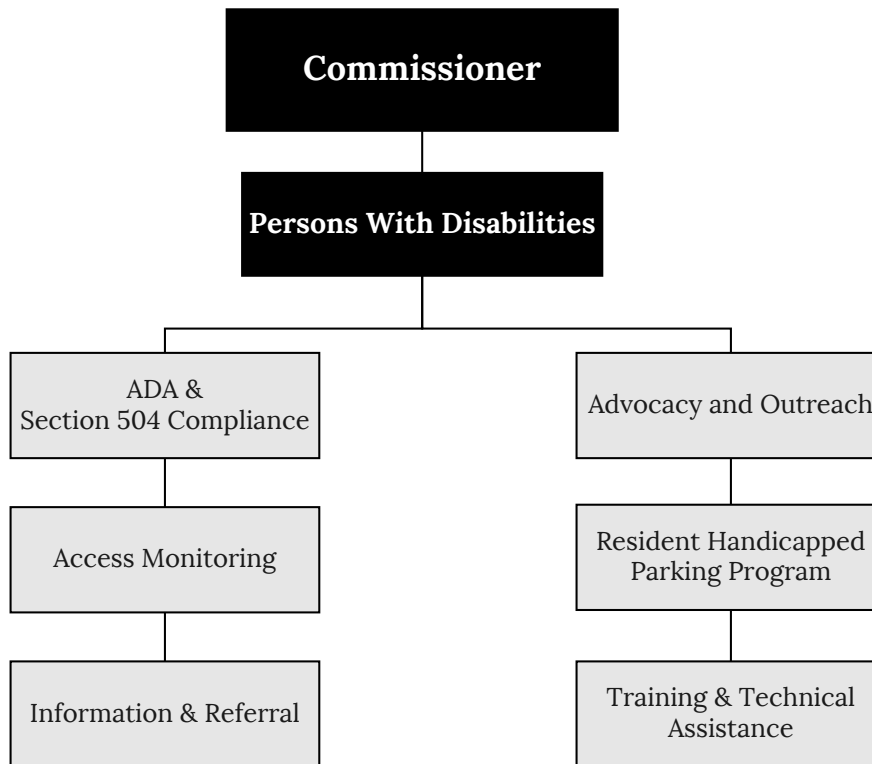 Commissioner
Persons With Disabilities
ADA &
Section 504 Compliance
Advocacy and Outreach
Access Monitoring
Resident Handicapped
Parking Program
Information & Referral
Training & Technical
Assistance